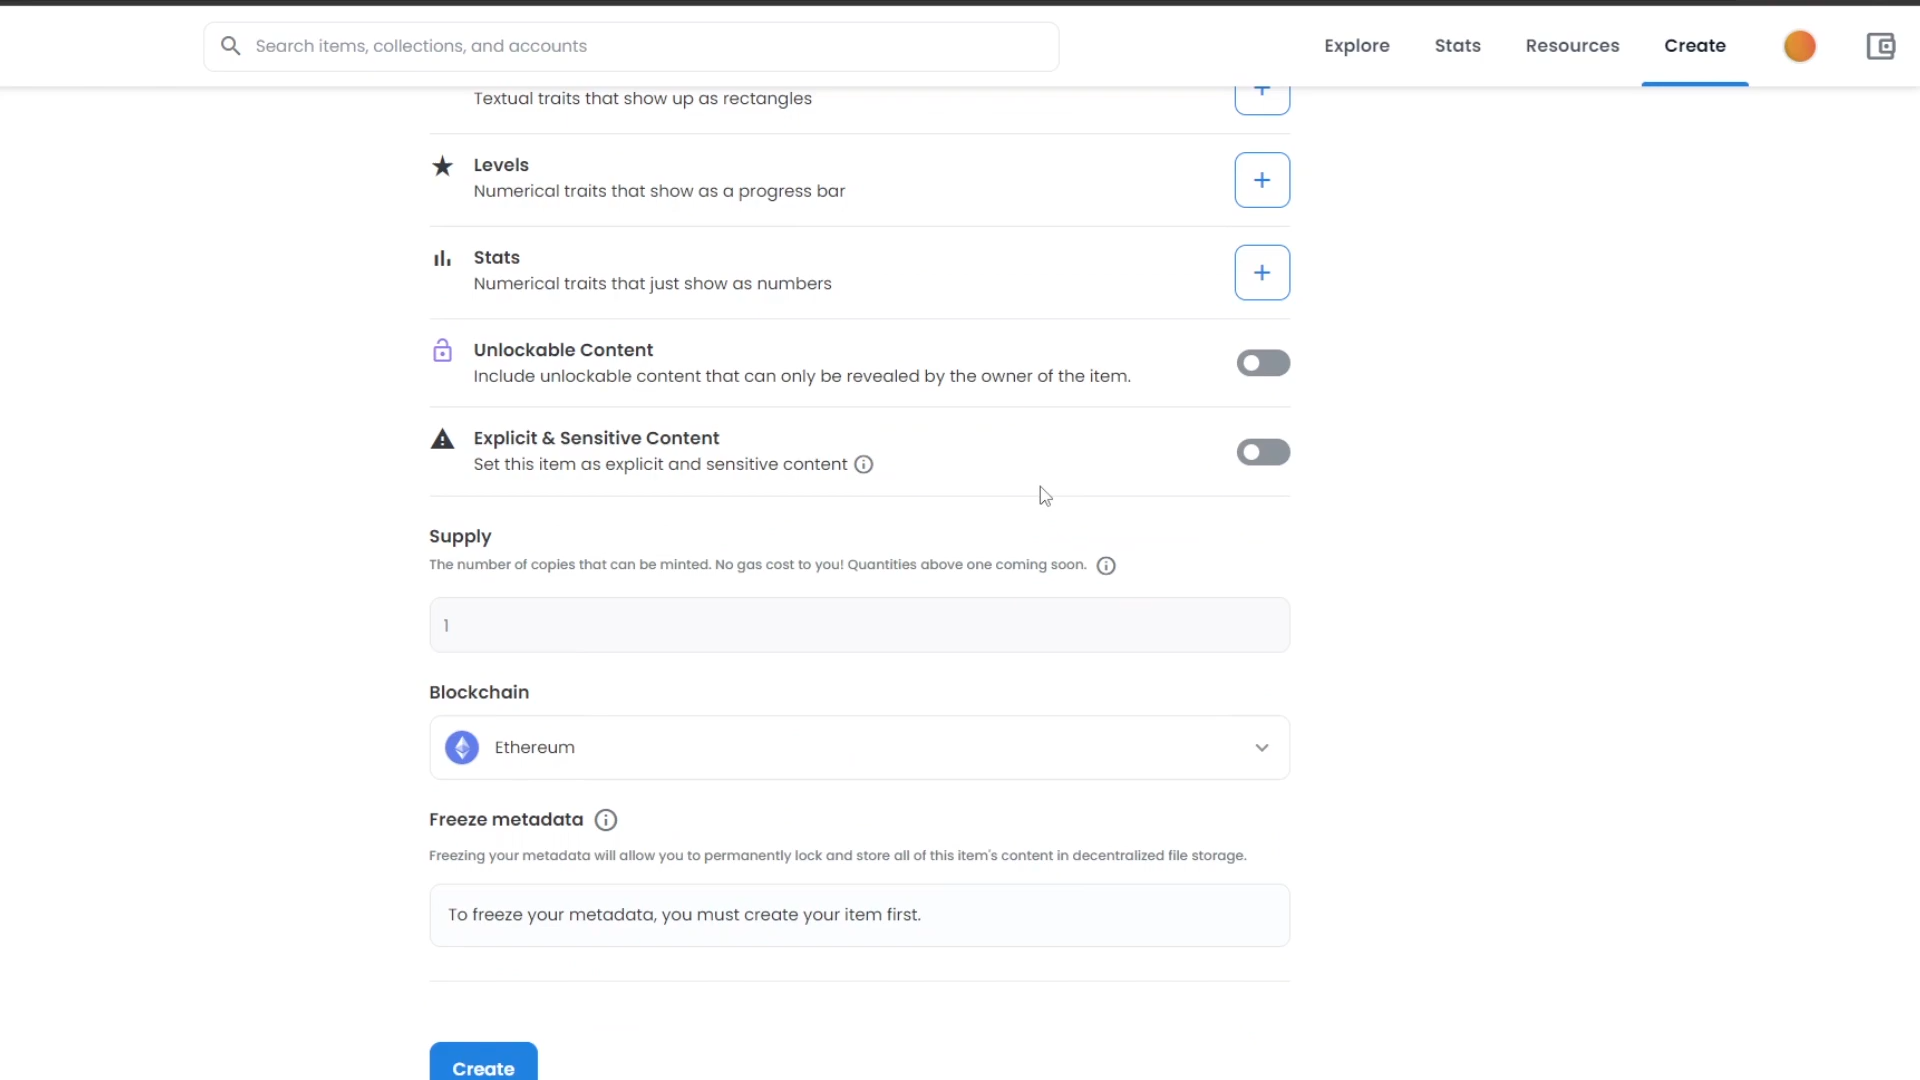 Search items, collections, and accounts
Explore
Stats
Resources
Create
Textual traits that show up as rectangles
Levels
Numerical traits that show as a progress bar
Stats
Numerical traits that just show as numbers
Unlockable Content
Include unlockable content that can only be revealed by the owner of the item.
Explicit & Sensitive Content
Set this item as explicit and sensitive content
Supply
The number of copies that can be minted. No gas cost to you! Quantities above one coming soon.
1
Blockchain
Ethereum
Freeze metadata
Freezing your metadata will allow you to permanently lock and store all of this item's content in decentralized file storage.
To freeze your metadata, you must create your item first.
Create